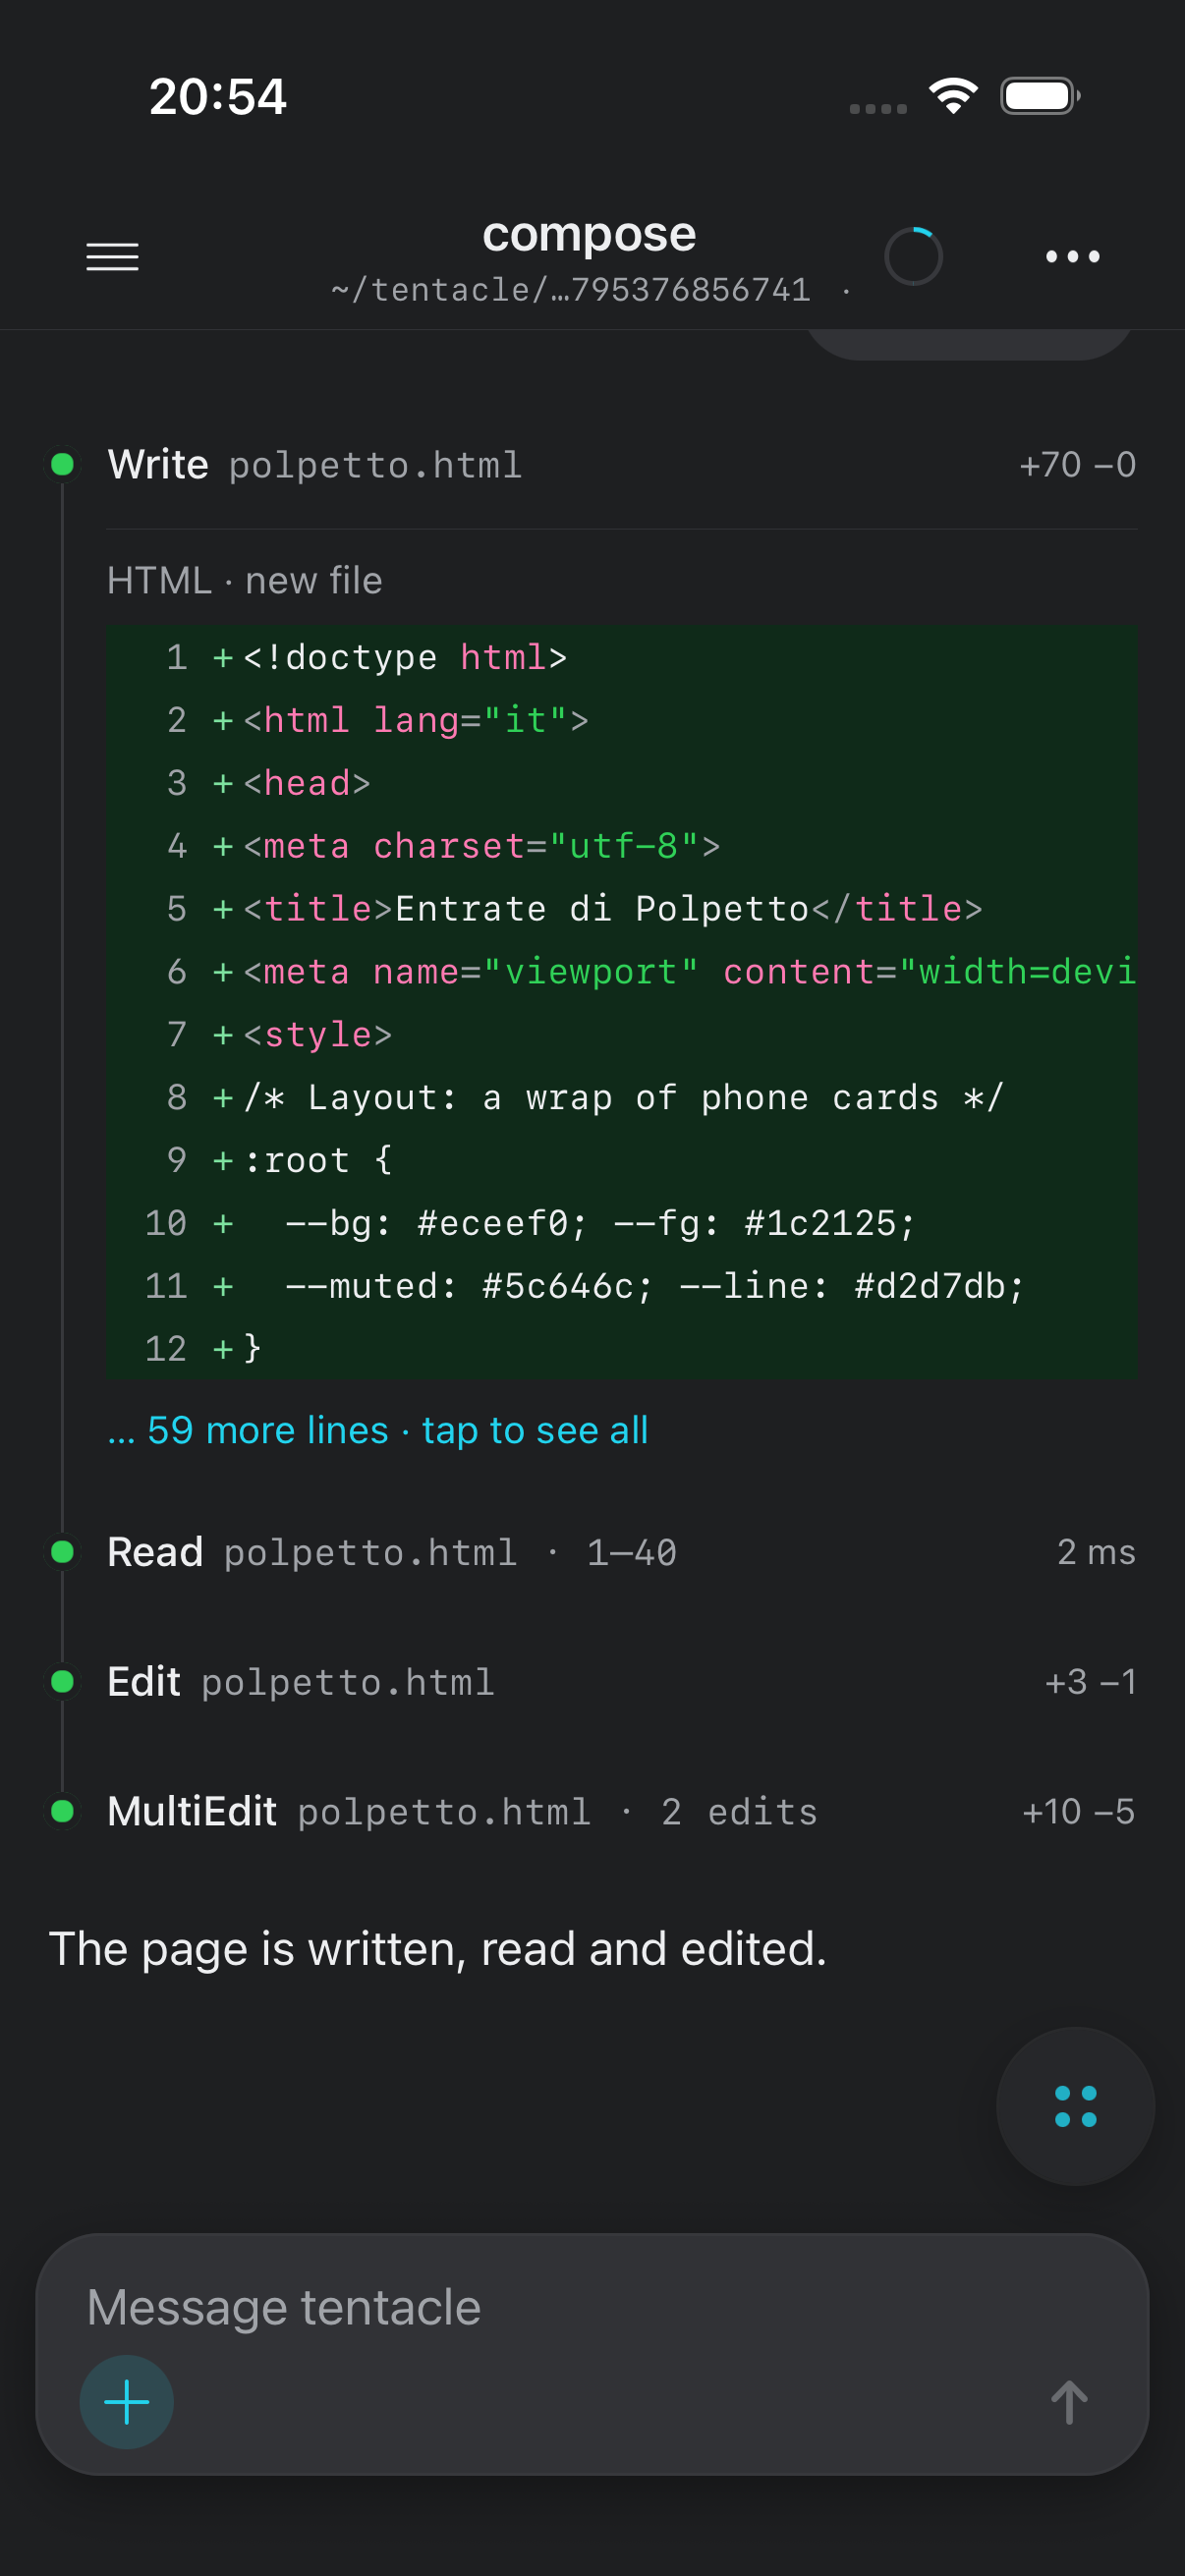 20:54
compose
~/tentacle/…795376856741 ·
Write polpetto.html +70 −0
HTML · new file
1 +<!doctype html>
2 +<html lang="it">
3 +<head>
4 +<meta charset="utf-8">
5 +<title>Entrate di Polpetto</title>
6 +<meta name="viewport" content="width=devi
7 +<style>
8 +/* Layout: a wrap of phone cards */
9 +:root {
10 +  --bg: #eceef0; --fg: #1c2125;
11 +  --muted: #5c646c; --line: #d2d7db;
12 +}
… 59 more lines · tap to see all
Read polpetto.html · 1–40 2 ms
Edit polpetto.html +3 −1
MultiEdit polpetto.html · 2 edits +10 −5
The page is written, read and edited.
Message tentacle